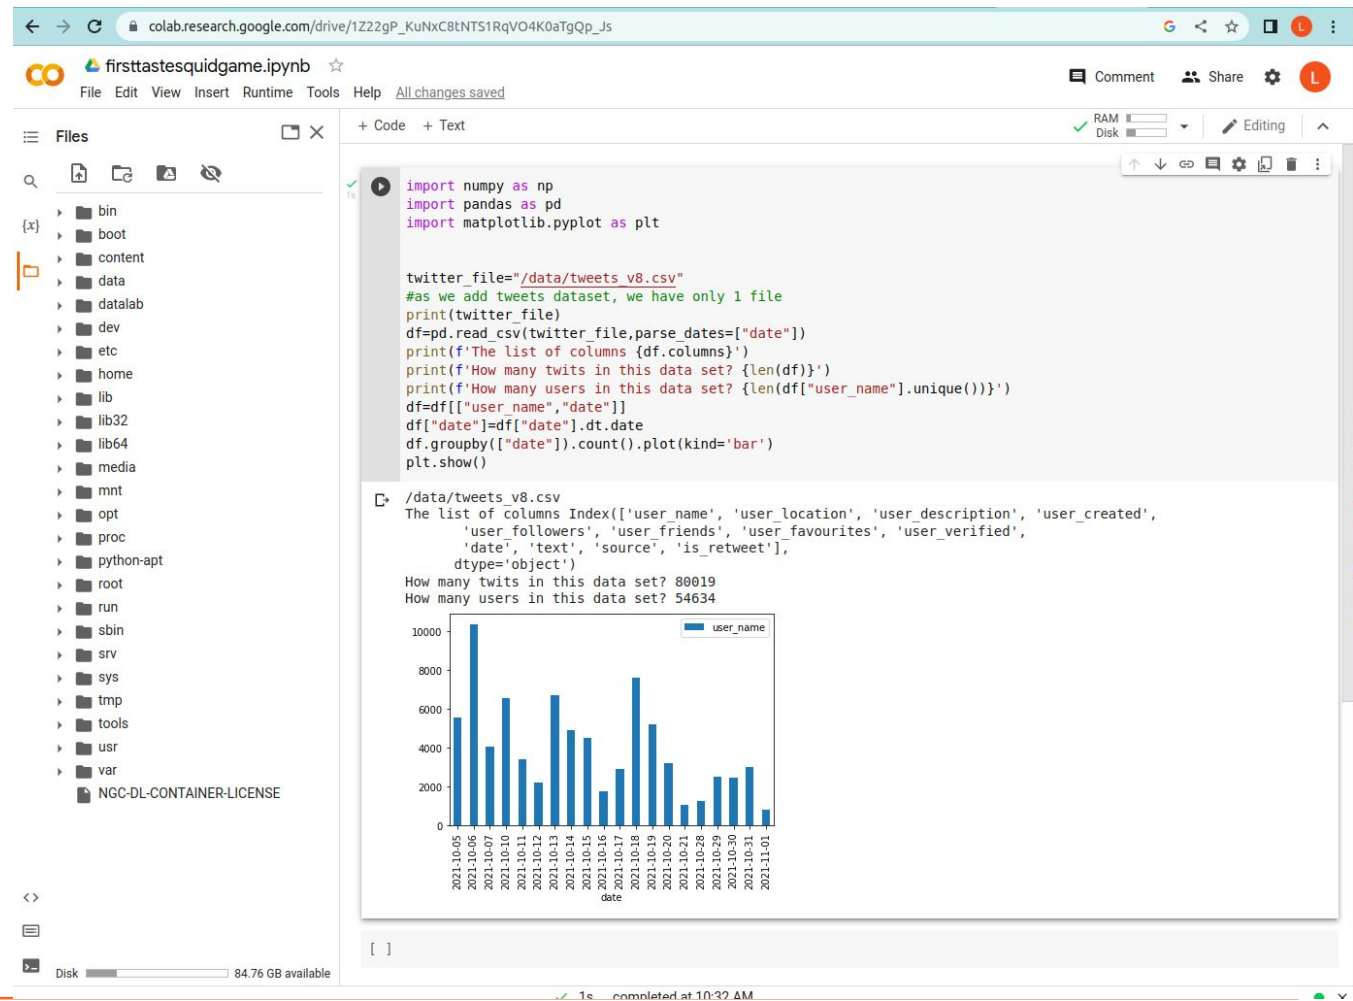 colab.research.google.com/drive/1Z22gP_KuNxC8tNTS1RqVO4K0aTgQp_Js
L
CO
firsttastesquidgame.ipynb
File Edit View Insert Runtime Tools Help All changes saved
Comment
Share
L
Files
{x}
bin
boot
content
data
datalab
dev
etc
home
lib
lib32
lib64
media
mnt
opt
proc
python-apt
root
run
sbin
srv
sys
tmp
tools
usr
var
NGC-DL-CONTAINER-LICENSE
Disk 84.76 GB available
+ Code + Text
RAM
Disk
Editing
1s
import numpy as np
import pandas as pd
import matplotlib.pyplot as plt
twitter_file="/data/tweets_v8.csv"
#as we add tweets dataset, we have only 1 file
print(twitter_file)
df=pd.read_csv(twitter_file,parse_dates=["date"])
print(f'The list of columns {df.columns}')
print(f'How many twits in this data set? {len(df)}')
print(f'How many users in this data set? {len(df["user_name"].unique())}')
df=df[["user_name","date"]]
df["date"]=df["date"].dt.date
df.groupby(["date"]).count().plot(kind='bar')
plt.show()
/data/tweets_v8.csv
The list of columns Index(['user_name', 'user_location', 'user_description', 'user_created',
'user_followers', 'user_friends', 'user_favourites', 'user_verified',
'date', 'text', 'source', 'is_retweet'],
dtype='object')
How many twits in this data set? 80019
How many users in this data set? 54634
user_name
10000
8000
6000
4000
2000
0
2021-10-05
2021-10-06
2021-10-07
2021-10-10
2021-10-11
2021-10-12
2021-10-13
2021-10-14
2021-10-15
2021-10-16
2021-10-17
2021-10-18
2021-10-19
2021-10-20
2021-10-21
2021-10-28
2021-10-29
2021-10-30
2021-10-31
2021-11-01
date
[ ]
1s completed at 10:32 AM